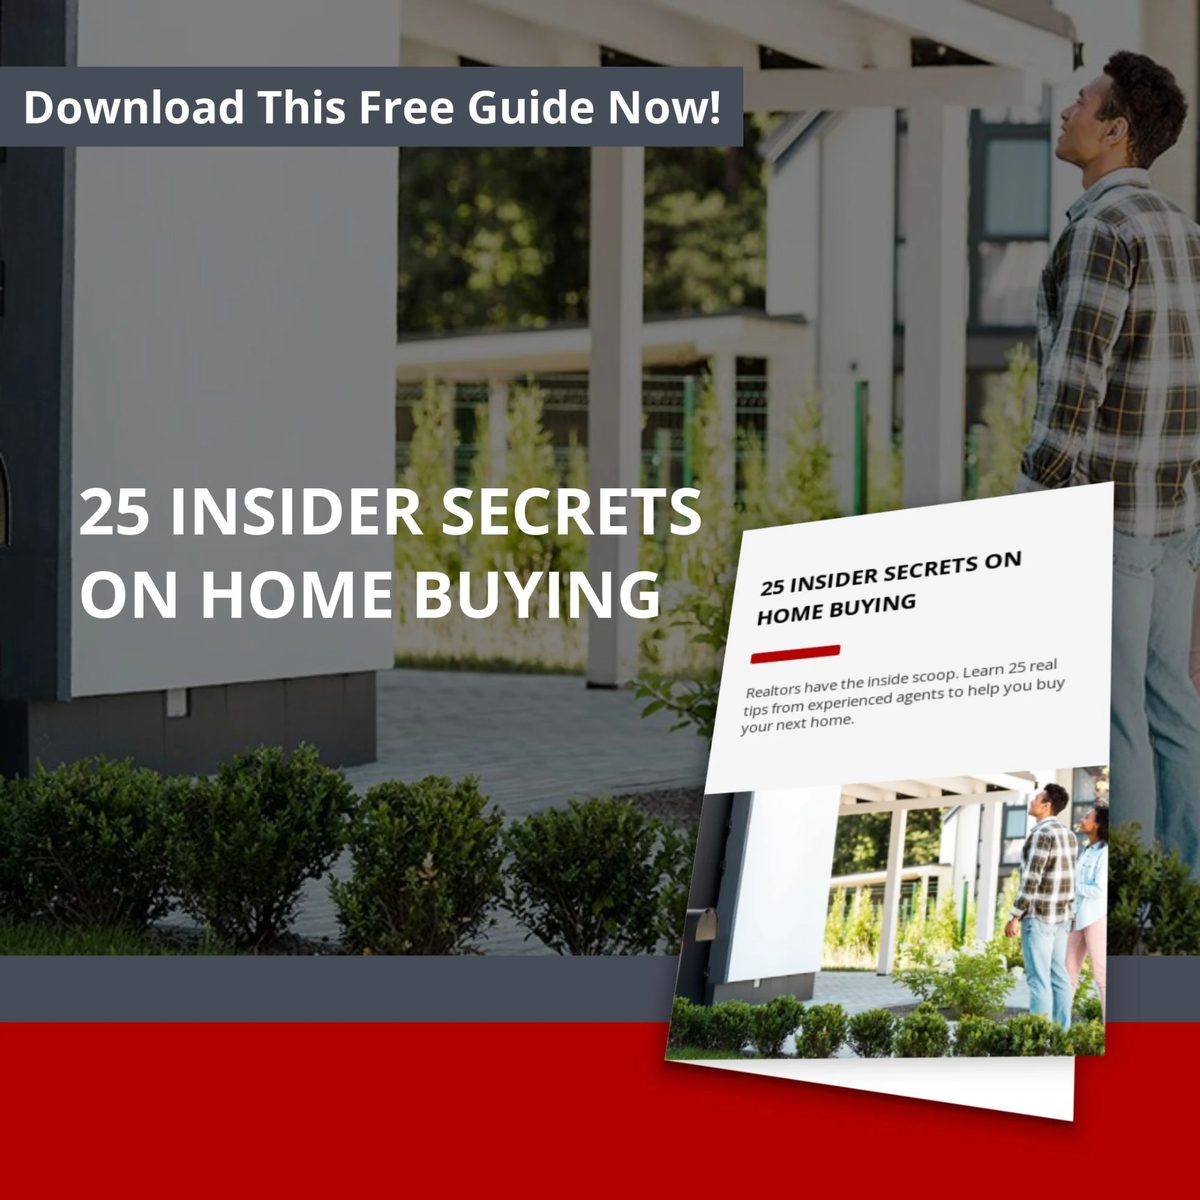 Download This Free Guide Now!
25 INSIDER SECRETS
ON HOME BUYING
25 INSIDER SECRETS ON
HOME BUYING
Realtors have the inside scoop. Learn 25 real
tips from experienced agents to help you buy
your next home.